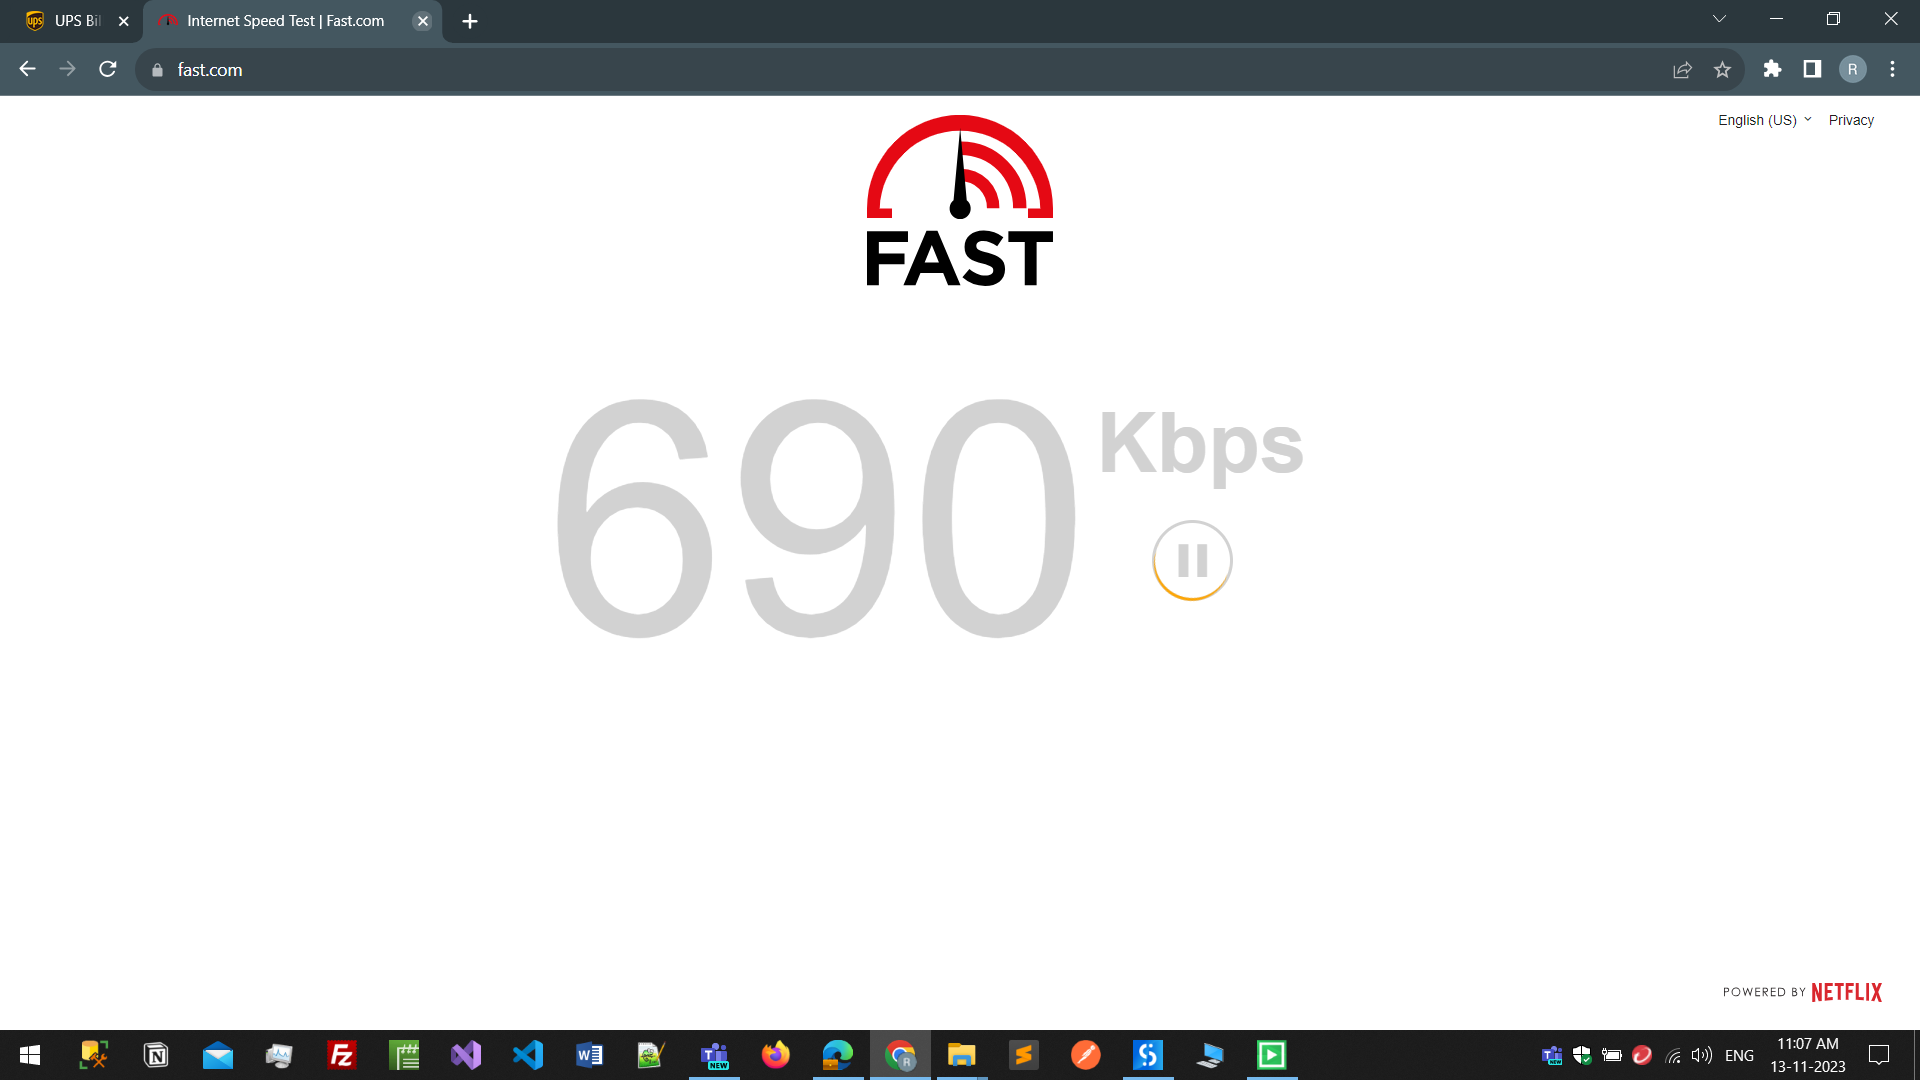 UPS Bil
Internet Speed Test | Fast.com
fast.com
R
English (US)
Privacy
FAST
690 Kbps
POWERED BY NETFLIX
NEW
ENG
11:07 AM
13-11-2023